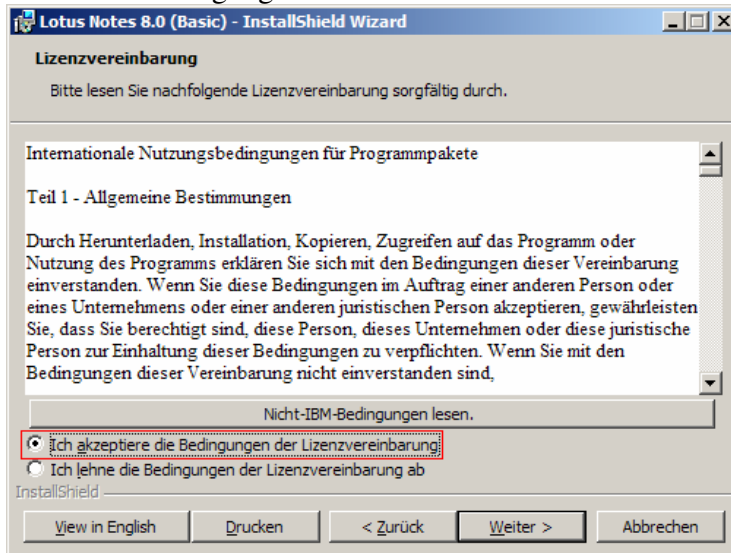 Lotus Notes 8.0 (Basic) - InstallShield Wizard
Lizenzvereinbarung
Bitte lesen Sie nachfolgende Lizenzvereinbarung sorgfältig durch.
Internationale Nutzungsbedingungen für Programmpakete
Teil 1 - Allgemeine Bestimmungen
Durch Herunterladen, Installation, Kopieren, Zugreifen auf das Programm oder
Nutzung des Programms erklären Sie sich mit den Bedingungen dieser Vereinbarung
einverstanden. Wenn Sie diese Bedingungen im Auftrag einer anderen Person oder
eines Unternehmens oder einer anderen juristischen Person akzeptieren, gewährleisten
Sie, dass Sie berechtigt sind, diese Person, dieses Unternehmen oder diese juristische
Person zur Einhaltung dieser Bedingungen zu verpflichten. Wenn Sie mit den
Bedingungen dieser Vereinbarung nicht einverstanden sind,
Nicht-IBM-Bedingungen lesen.
Ich akzeptiere die Bedingungen der Lizenzvereinbarung
Ich lehne die Bedingungen der Lizenzvereinbarung ab
InstallShield
View in English Drucken < Zurück Weiter > Abbrechen